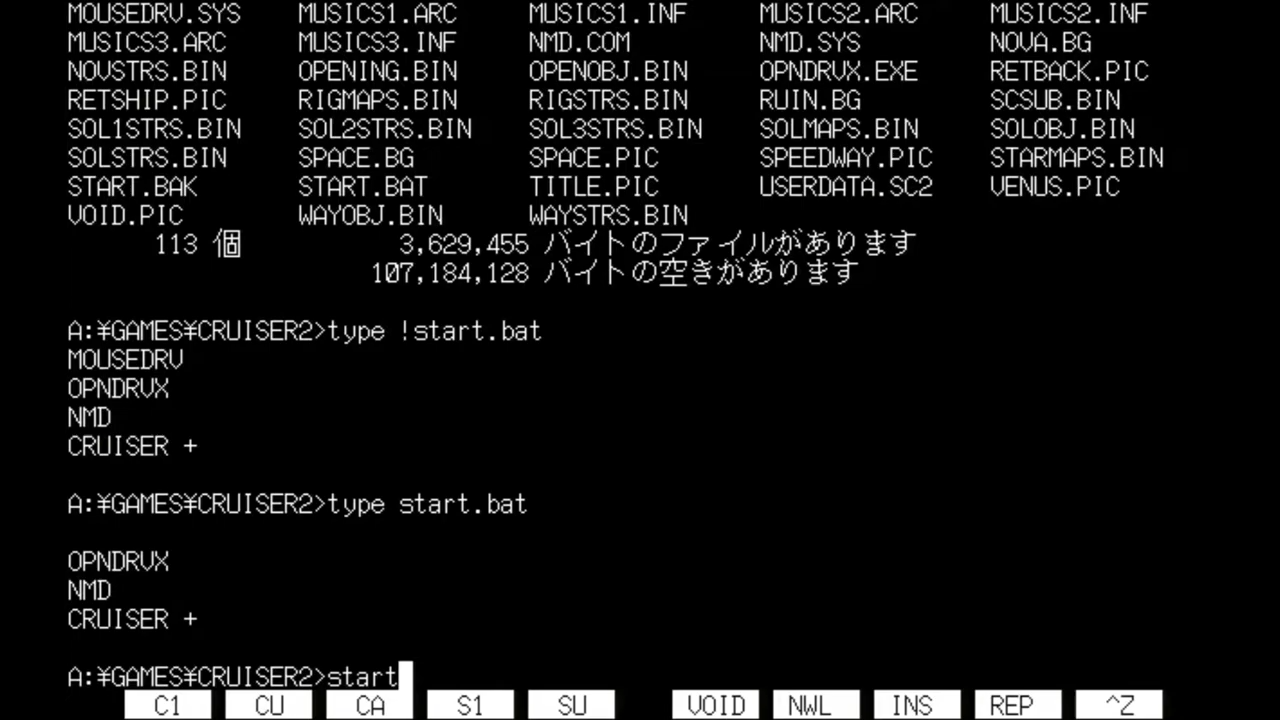 MOUSEDRV.SYS MUSICS1.ARC MUSICS1.INF MUSICS2.ARC MUSICS2.INF
MUSICS3.ARC MUSICS3.INF NMD.COM NMD.SYS NOVA.BG
NOVSTRS.BIN OPENING.BIN OPENOBJ.BIN OPNDRVX.EXE RETBACK.PIC
RETSHIP.PIC RIGMAPS.BIN RIGSTRS.BIN RUIN.BG SCSUB.BIN
SOL1STRS.BIN SOL2STRS.BIN SOL3STRS.BIN SOLMAPS.BIN SOLOBJ.BIN
SOLSTRS.BIN SPACE.BG SPACE.PIC SPEEDWAY.PIC STARMAPS.BIN
START.BAK START.BAT TITLE.PIC USERDATA.SC2 VENUS.PIC
VOID.PIC WAYOBJ.BIN WAYSTRS.BIN
113 個 3,629,455 バイトのファイルがあります
107,184,128 バイトの空きがあります
A:¥GAMES¥CRUISER2>type !start.bat
MOUSEDRV
OPNDRVX
NMD
CRUISER +
A:¥GAMES¥CRUISER2>type start.bat
OPNDRVX
NMD
CRUISER +
A:¥GAMES¥CRUISER2>start
C1 CU CA S1 SU VOID NWL INS REP ^Z